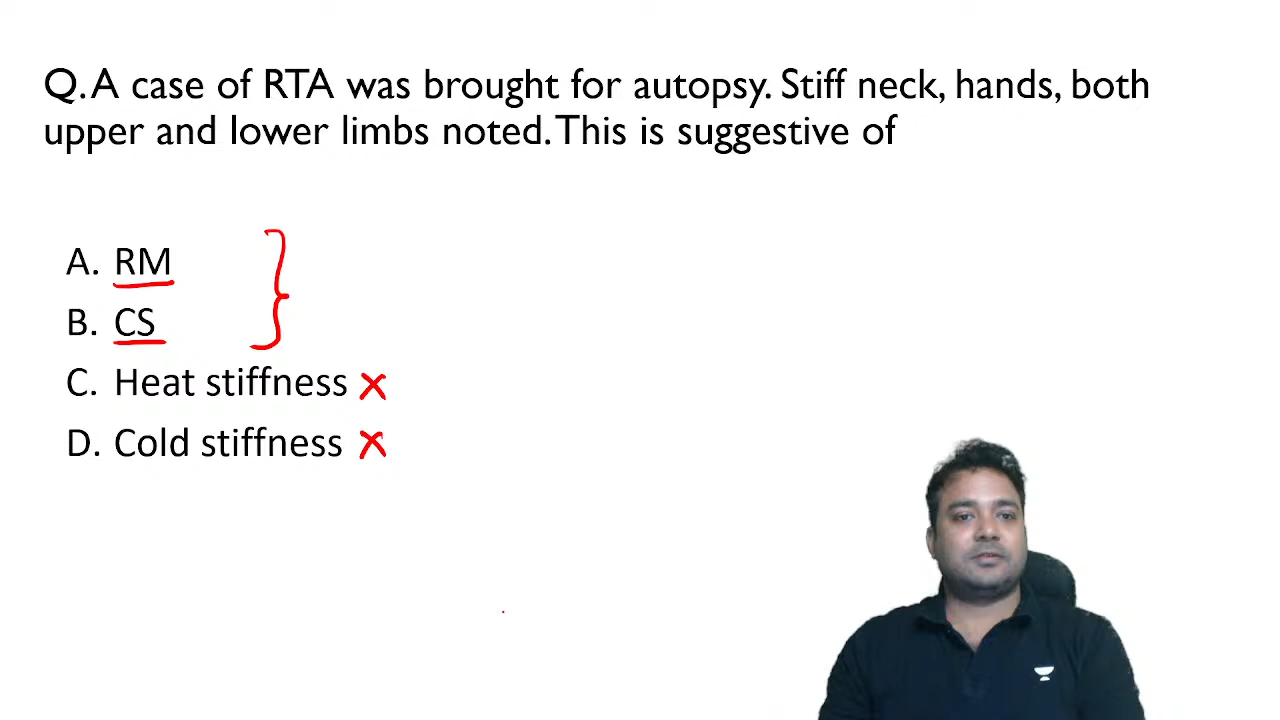 Q. A case of RTA was brought for autopsy. Stiff neck, hands, both
upper and lower limbs noted. This is suggestive of
A. RM
B. CS
C. Heat stiffness
D. Cold stiffness